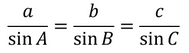 a/sin A = b/sin B = c/sin C